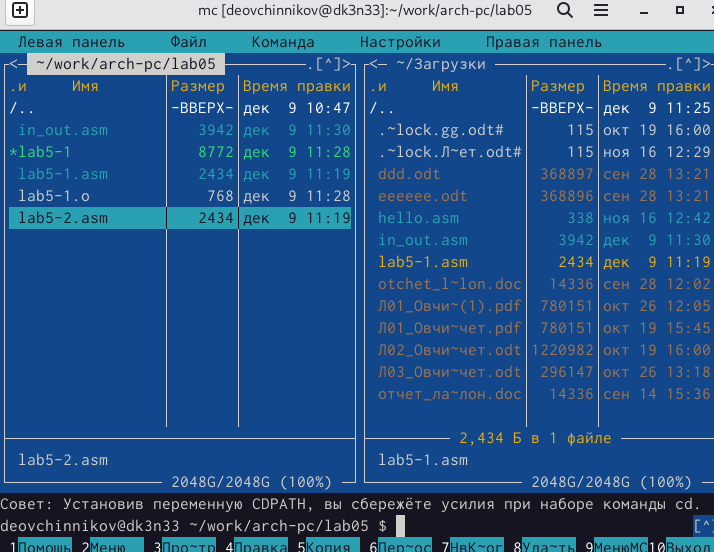 mc [deovchinnikov@dk3n33]:~/work/arch-pc/lab05
Левая панель Файл Команда Настройки Правая панель
<— ~/work/arch-pc/lab05 .[^]>
.и Имя Размер Время правки
/.. -ВВЕРХ- дек 9 10:47
in_out.asm 3942 дек 9 11:30
*lab5-1 8772 дек 9 11:28
lab5-1.asm 2434 дек 9 11:19
lab5-1.o 768 дек 9 11:28
lab5-2.asm 2434 дек 9 11:19
lab5-2.asm
2048G/2048G (100%)
<— ~/Загрузки .[^]>
.и Имя Размер Время правки
/.. -ВВЕРХ- дек 9 11:25
.~lock.gg.odt# 115 окт 19 16:00
.~lock.Л~ет.odt# 115 ноя 16 12:29
ddd.odt 368897 сен 28 13:21
eeeeee.odt 368896 сен 28 13:21
hello.asm 338 ноя 16 12:42
in_out.asm 3942 дек 9 11:30
lab5-1.asm 2434 дек 9 11:19
otchet_l~lon.doc 14336 сен 28 12:02
Л01_Овчи~(1).pdf 780151 окт 26 12:05
Л01_Овчи~чет.pdf 780151 окт 19 15:45
Л02_Овчи~чет.odt 1220982 окт 19 16:00
Л03_Овчи~чет.odt 296147 окт 26 13:18
отчет_ла~лон.doc 14336 сен 14 15:36
2,434 Б в 1 файле
lab5-1.asm
2048G/2048G (100%)
Совет: Установив переменную CDPATH, вы сбережёте усилия при наборе команды cd.
deovchinnikov@dk3n33 ~/work/arch-pc/lab05 $ [^]
1Помощь 2Меню 3Про~тр 4Правка 5Копия 6Пер~ос 7НвК~ог 8Уда~ть 9МенюМС 10Выход